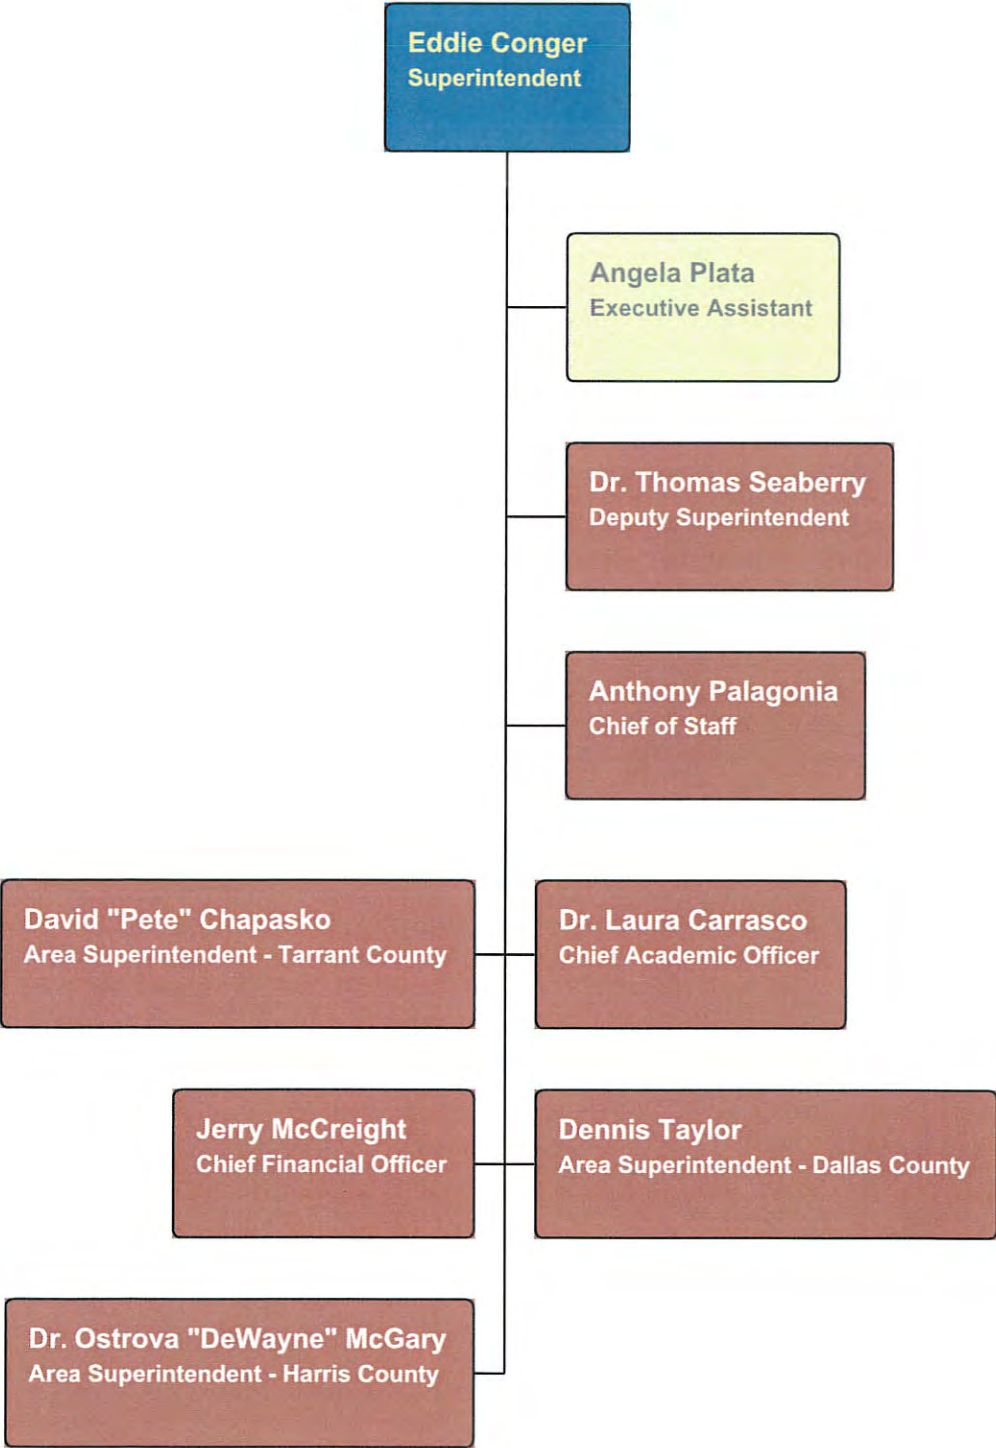 Eddie Conger
Superintendent
Angela Plata
Executive Assistant
Dr. Thomas Seaberry
Deputy Superintendent
Anthony Palagonia
Chief of Staff
David "Pete" Chapasko
Area Superintendent - Tarrant County
Dr. Laura Carrasco
Chief Academic Officer
Jerry McCreight
Chief Financial Officer
Dennis Taylor
Area Superintendent - Dallas County
Dr. Ostrova "DeWayne" McGary
Area Superintendent - Harris County